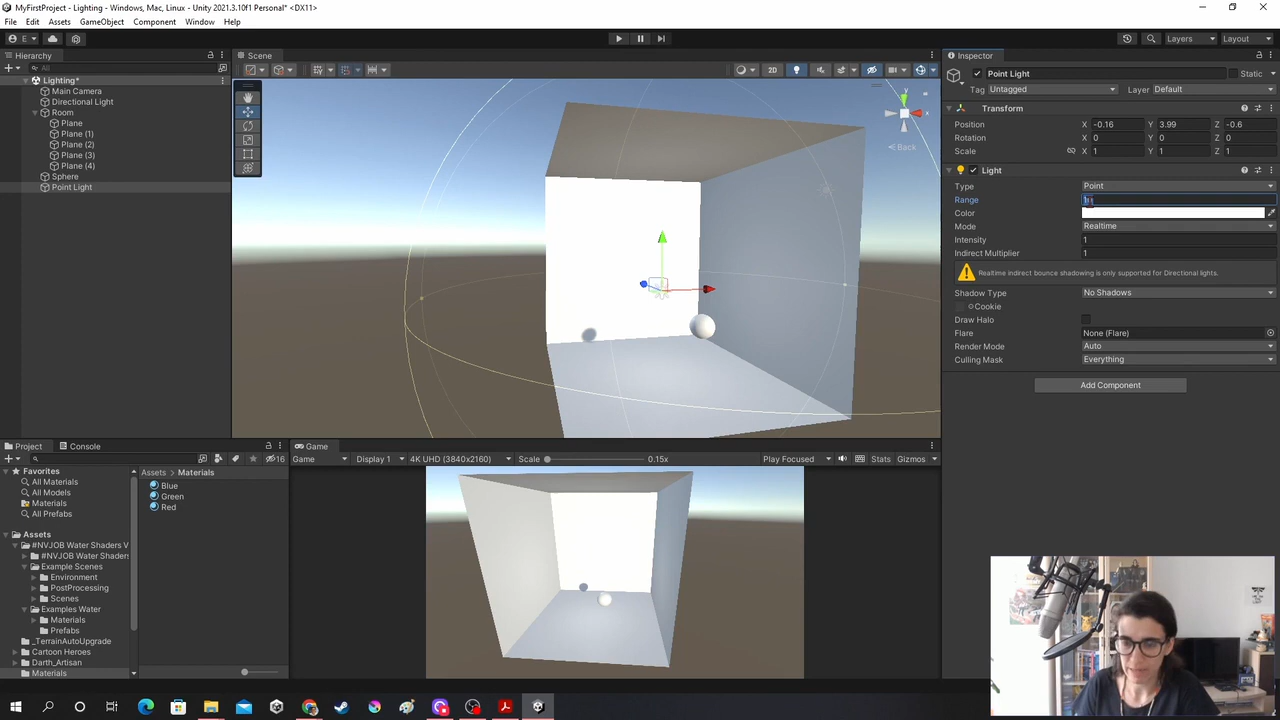 MyFirstProject - Lighting - Windows, Mac, Linux - Unity 2021.3.10f1 Personal* <DX11>
File Edit Assets GameObject Component Window Help
E
Layers
Layout
Hierarchy
All
Lighting*
Main Camera
Directional Light
Room
Plane
Plane (1)
Plane (2)
Plane (3)
Plane (4)
Sphere
Point Light
Scene
2D
y
x
Back
Inspector
Point Light
Static
Tag Untagged
Layer Default
Transform
Position X -0.16 Y 3.99 Z -0.6
Rotation X 0 Y 0 Z 0
Scale X 1 Y 1 Z 1
Light
Type Point
Range
Color
Mode Realtime
Intensity 1
Indirect Multiplier 1
Realtime indirect bounce shadowing is only supported for Directional lights.
Shadow Type No Shadows
Cookie
Draw Halo
Flare None (Flare)
Render Mode Auto
Culling Mask Everything
Add Component
Project Console
16
Favorites
All Materials
All Models
Materials
All Prefabs
Assets
#NVJOB Water Shaders V
#NVJOB Water Shaders
Example Scenes
Environment
PostProcessing
Scenes
Examples Water
Materials
Prefabs
_TerrainAutoUpgrade
Cartoon Heroes
Darth_Artisan
Materials
Assets > Materials
Blue
Green
Red
Game
Game Display 1 4K UHD (3840x2160) Scale 0.15x Play Focused Stats Gizmos